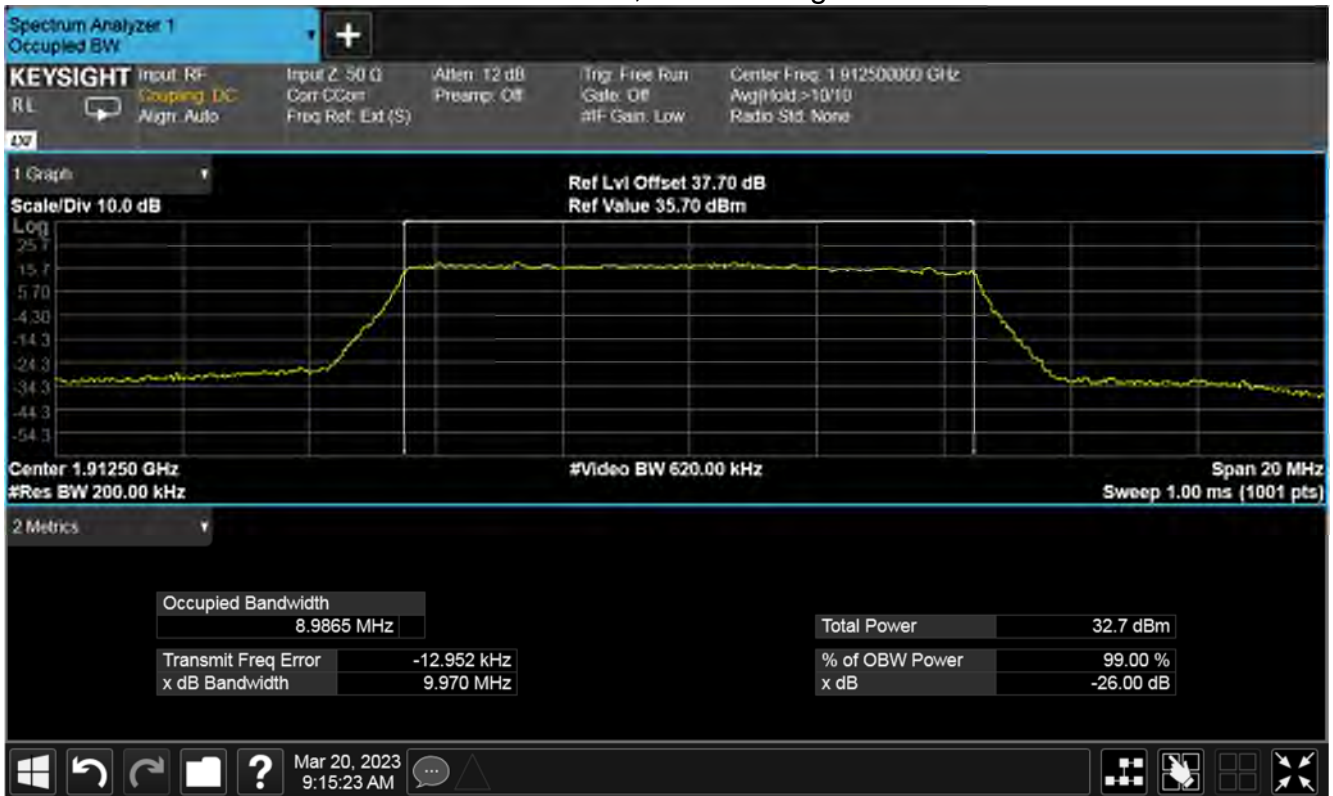 Spectrum Analyzer 1
Occupied BW
KEYSIGHT Input: RF Input Z: 50 Ω Atten: 12 dB Trig: Free Run Center Freq: 1.912500000 GHz
RL Coupling: DC Corr CCorr Preamp: Off Gate: Off Avg|Hold:>10/10
Align: Auto Freq Ref: Ext (S) #IF Gain: Low Radio Std: None
1 Graph
Ref Lvl Offset 37.70 dB
Scale/Div 10.0 dB Ref Value 35.70 dBm
Log
25.7
15.7
5.70
-4.30
-14.3
-24.3
-34.3
-44.3
-54.3
Center 1.91250 GHz #Video BW 620.00 kHz Span 20 MHz
#Res BW 200.00 kHz Sweep 1.00 ms (1001 pts)
2 Metrics
Occupied Bandwidth
8.9865 MHz Total Power 32.7 dBm
Transmit Freq Error -12.952 kHz % of OBW Power 99.00 %
x dB Bandwidth 9.970 MHz x dB -26.00 dB
Mar 20, 2023
9:15:23 AM